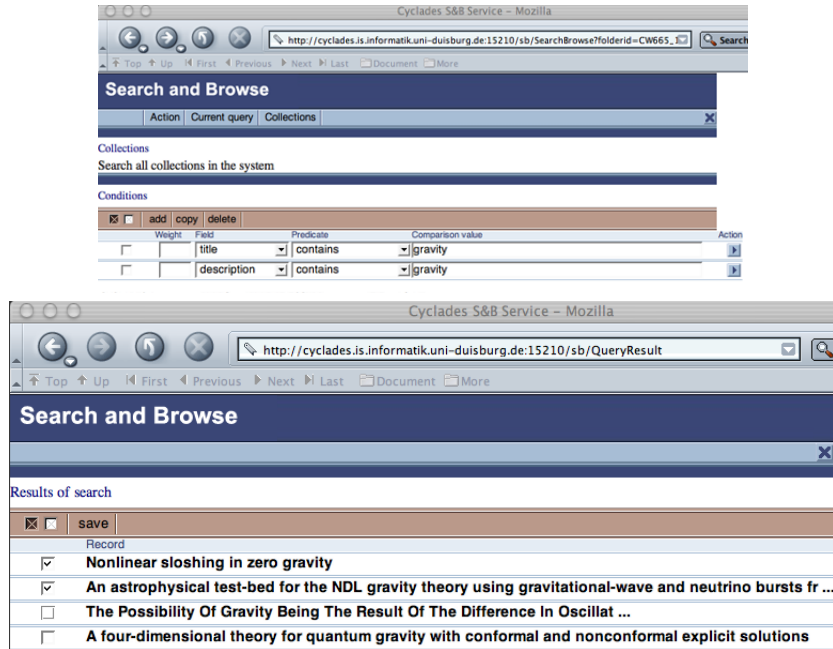 Cyclades S&B Service – Mozilla
http://cyclades.is.informatik.uni-duisburg.de:15210/sb/SearchBrowse?folderid=CW665_ Search
Top Up First Previous Next Last Document More
Search and Browse
Action Current query Collections
Collections
Search all collections in the system
Conditions
add copy delete
Weight Field Predicate Comparison value Action
title contains gravity
description contains gravity
Cyclades S&B Service – Mozilla
http://cyclades.is.informatik.uni-duisburg.de:15210/sb/QueryResult
Top Up First Previous Next Last Document More
Search and Browse
Results of search
save
Record
Nonlinear sloshing in zero gravity
An astrophysical test-bed for the NDL gravity theory using gravitational-wave and neutrino bursts fr ...
The Possibility Of Gravity Being The Result Of The Difference In Oscillat ...
A four-dimensional theory for quantum gravity with conformal and nonconformal explicit solutions